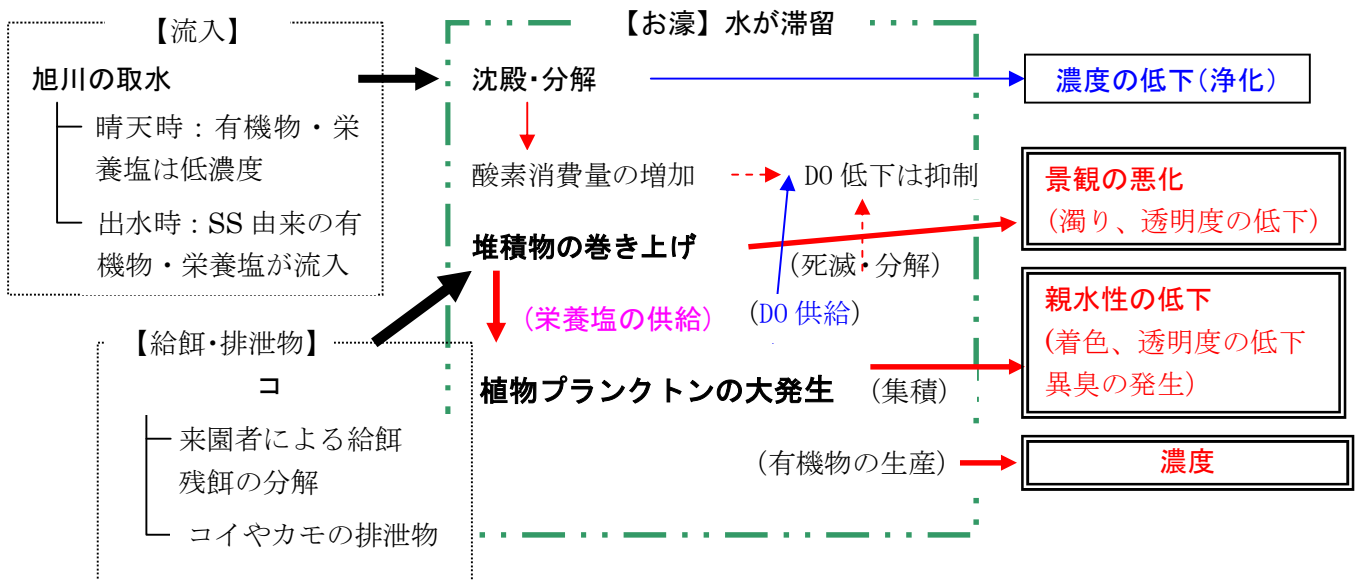 【流入】
旭川の取水
晴天時：有機物・栄
養塩は低濃度
出水時：SS 由来の有
機物・栄養塩が流入
【給餌・排泄物】
コ
来園者による給餌
残餌の分解
コイやカモの排泄物
【お濠】水が滞留
沈殿・分解
酸素消費量の増加
DO 低下は抑制
堆積物の巻き上げ
(死滅・分解)
(栄養塩の供給)
(DO 供給)
植物プランクトンの大発生
(集積)
(有機物の生産)
濃度の低下(浄化)
景観の悪化
(濁り、透明度の低下)
親水性の低下
(着色、透明度の低下
異臭の発生)
濃度